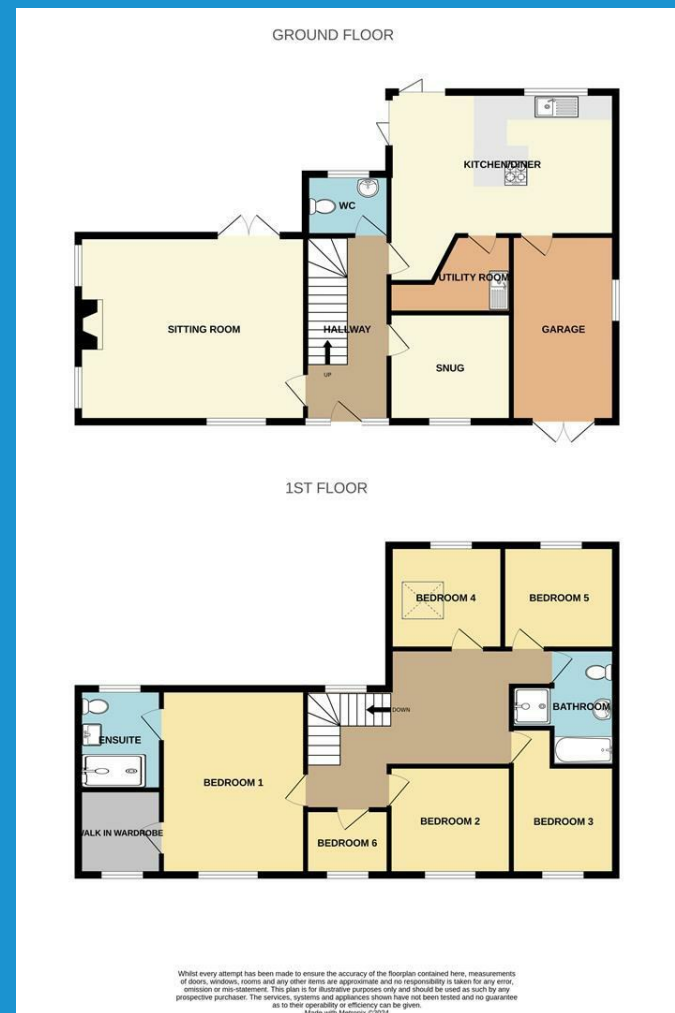 GROUND FLOOR
KITCHEN/DINER
WC
UTILITY ROOM
SITTING ROOM
HALLWAY
GARAGE
SNUG
UP
1ST FLOOR
BEDROOM 4
BEDROOM 5
DOWN
BATHROOM
ENSUITE
BEDROOM 1
WALK IN WARDROBE
BEDROOM 2
BEDROOM 3
BEDROOM 6
Whilst every attempt has been made to ensure the accuracy of the floorplan contained here, measurements
of doors, windows, rooms and any other items are approximate and no responsibility is taken for any error,
omission or mis-statement. This plan is for illustrative purposes only and should be used as such by any
prospective purchaser. The services, systems and appliances shown have not been tested and no guarantee
as to their operability or efficiency can be given.
Made with Metropix ©2024